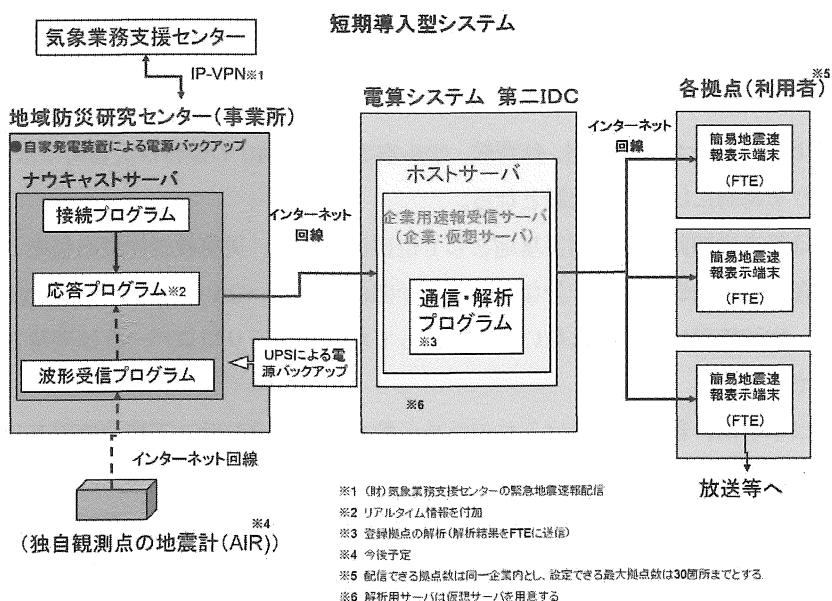 短期導入型システム
気象業務支援センター
IP-VPN※1
地域防災研究センター(事業所)
●自家発電装置による電源バックアップ
ナウキャストサーバ
接続プログラム
応答プログラム※2
波形受信プログラム
UPSによる電
源バックアップ
インターネット回線
※4
(独自観測点の地震計(AIR))
インターネット
回線
電算システム 第二IDC
ホストサーバ
企業用速報受信サーバ
(企業:仮想サーバ)
通信・解析
プログラム
※3
※6
インターネット
回線
※5
各拠点(利用者)
簡易地震速
報表示端末
(FTE)
簡易地震速
報表示端末
(FTE)
簡易地震速
報表示端末
(FTE)
放送等へ
※1 (財)気象業務支援センターの緊急地震速報配信
※2 リアルタイム情報を付加
※3 登録拠点の解析(解析結果をFTEに送信)
※4 今後予定
※5 配信できる拠点数は同一企業内とし、設定できる最大拠点数は30箇所までとする
※6 解析用サーバは仮想サーバを用意する